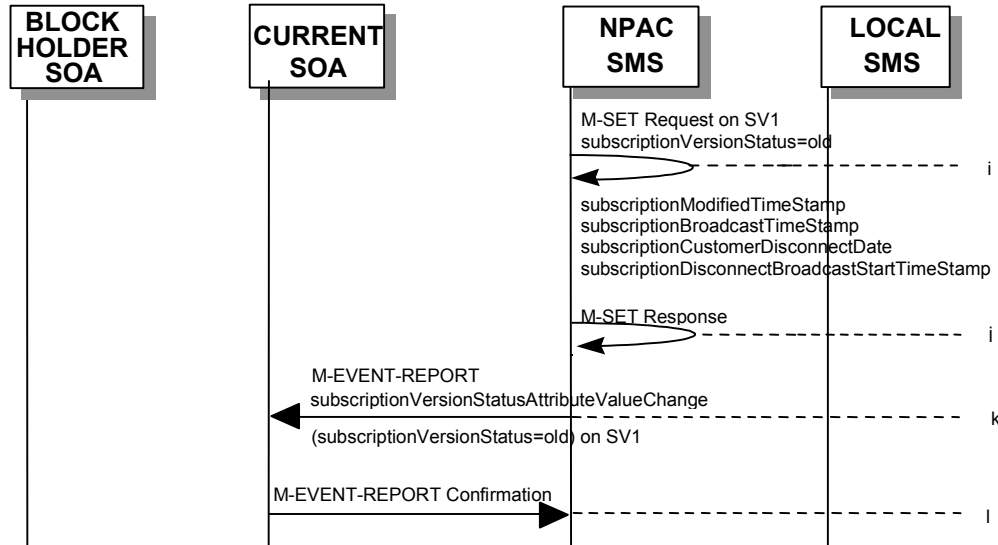 BLOCK
HOLDER
SOA
CURRENT
SOA
NPAC
SMS
LOCAL
SMS
M-SET Request on SV1
subscriptionVersionStatus=old
i
subscriptionModifiedTimeStamp
subscriptionBroadcastTimeStamp
subscriptionCustomerDisconnectDate
subscriptionDisconnectBroadcastStartTimeStamp
M-SET Response
j
M-EVENT-REPORT
subscriptionVersionStatusAttributeValueChange
k
(subscriptionVersionStatus=old) on SV1
M-EVENT-REPORT Confirmation
l